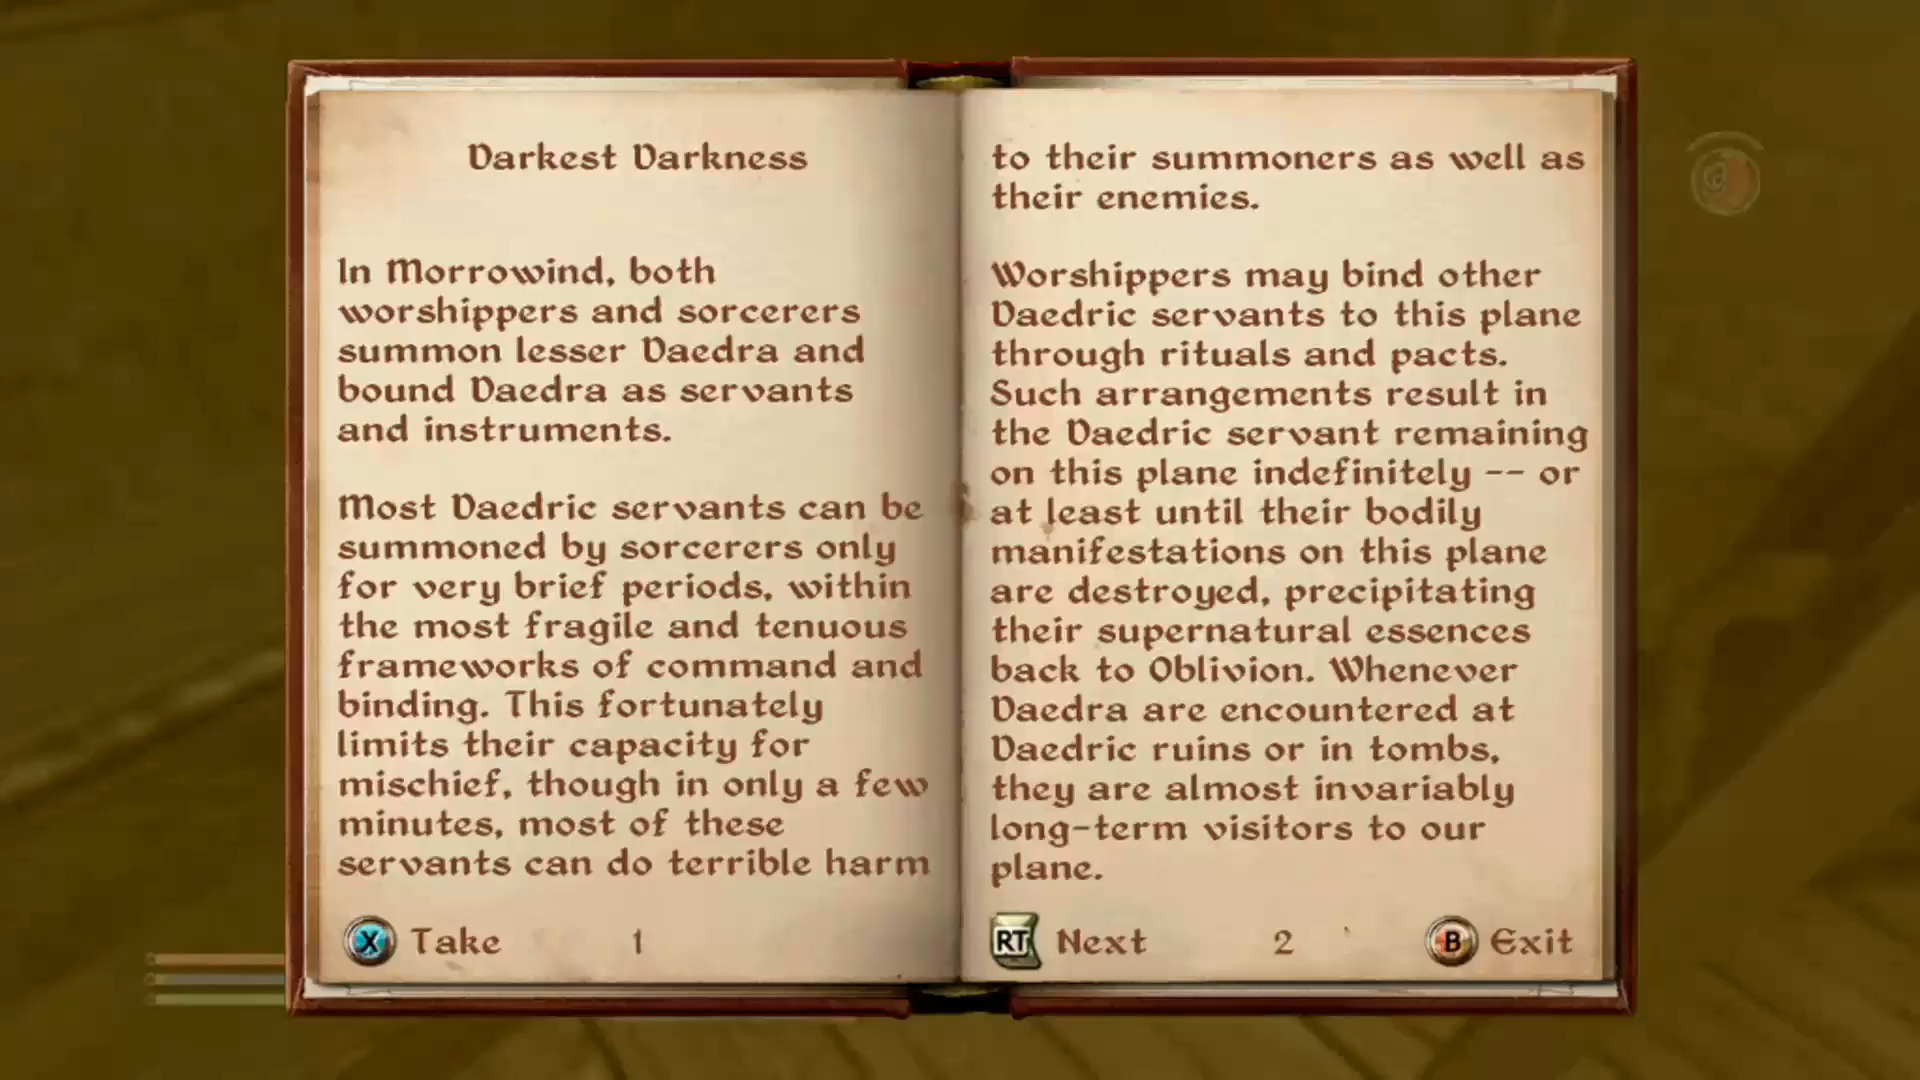 Darkest Darkness
In Morrowind, both
worshippers and sorcerers
summon lesser Daedra and
bound Daedra as servants
and instruments.
Most Daedric servants can be
summoned by sorcerers only
for very brief periods, within
the most fragile and tenuous
frameworks of command and
binding. This fortunately
limits their capacity for
mischief, though in only a few
minutes, most of these
servants can do terrible harm
X Take
1
to their summoners as well as
their enemies.
Worshippers may bind other
Daedric servants to this plane
through rituals and pacts.
Such arrangements result in
the Daedric servant remaining
on this plane indefinitely -- or
at least until their bodily
manifestations on this plane
are destroyed, precipitating
their supernatural essences
back to Oblivion. Whenever
Daedra are encountered at
Daedric ruins or in tombs,
they are almost invariably
long-term visitors to our
plane.
RT Next
2
B Exit